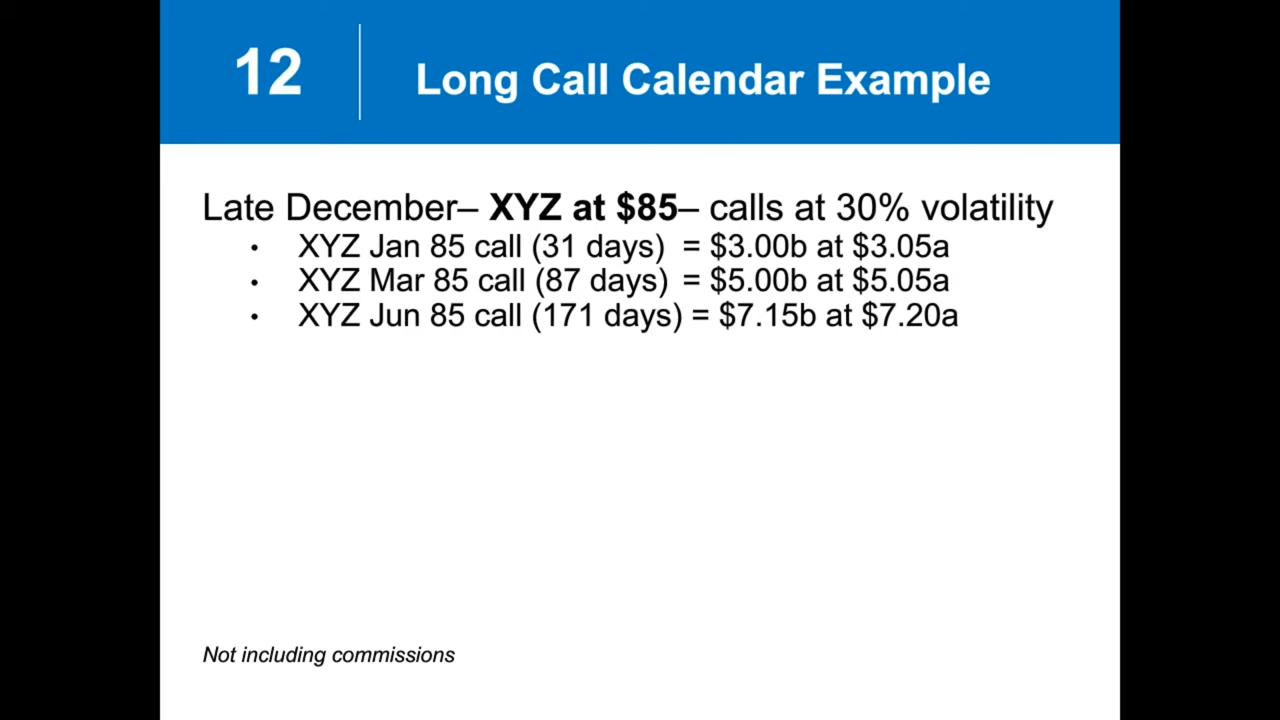 12
Long Call Calendar Example
Late December– XYZ at $85– calls at 30% volatility
• XYZ Jan 85 call (31 days) = $3.00b at $3.05a
• XYZ Mar 85 call (87 days) = $5.00b at $5.05a
• XYZ Jun 85 call (171 days) = $7.15b at $7.20a
Not including commissions